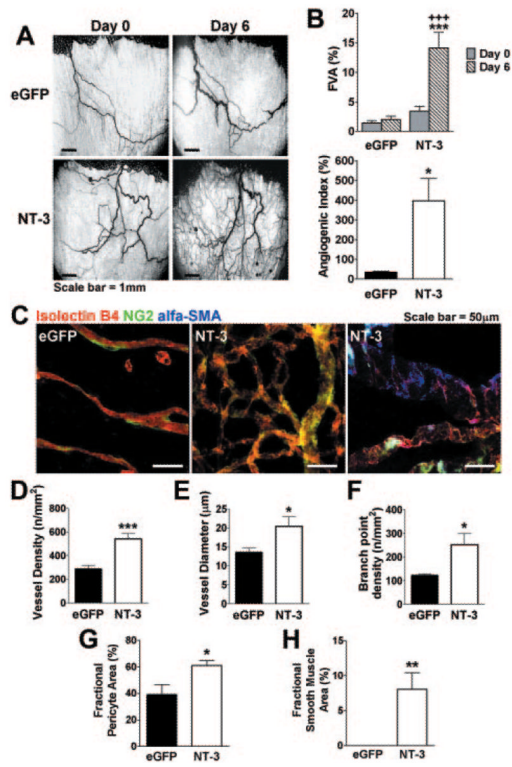 A
Day 0 Day 6
eGFP
NT-3
Scale bar = 1mm
B
FVA (%)
20
15
10
5
0
+++
***
eGFP NT-3
Day 0
Day 6
Angiogenic Index (%)
600
500
400
300
200
100
0
*
eGFP NT-3
C
Isolectin B4 NG2 alfa-SMA
Scale bar = 50µm
eGFP NT-3 NT-3
D
Vessel Density (n/mm²)
800
600
400
200
0
***
eGFP NT-3
E
Vessel Diameter (µm)
25
20
15
10
5
0
*
eGFP NT-3
F
Branch point
density (n/mm²)
400
300
200
100
0
*
eGFP NT-3
G
Fractional
Pericyte Area (%)
80
60
40
20
0
*
eGFP NT-3
H
Fractional
Smooth Muscle
Area (%)
15
10
5
0
**
eGFP NT-3